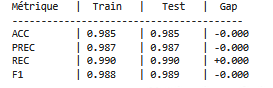 Métrique | Train | Test | Gap
----------------------------------------
ACC | 0.985 | 0.985 | -0.000
PREC | 0.987 | 0.987 | -0.000
REC | 0.990 | 0.990 | +0.000
F1 | 0.988 | 0.989 | -0.000